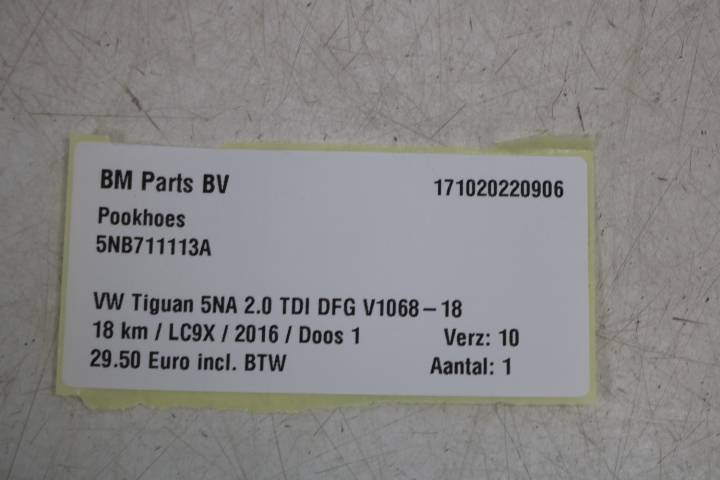 BM Parts BV 171020220906
Pookhoes
5NB711113A
VW Tiguan 5NA 2.0 TDI DFG V1068-18
18 km / LC9X / 2016 / Doos 1 Verz: 10
29.50 Euro incl. BTW Aantal: 1